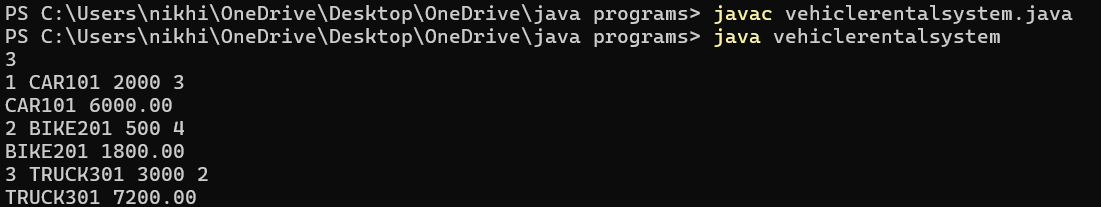 PS C:\Users\nikhi\OneDrive\Desktop\OneDrive\java programs> javac vehiclerentalsystem.java
PS C:\Users\nikhi\OneDrive\Desktop\OneDrive\java programs> java vehiclerentalsystem
3
1 CAR101 2000 3
CAR101 6000.00
2 BIKE201 500 4
BIKE201 1800.00
3 TRUCK301 3000 2
TRUCK301 7200.00